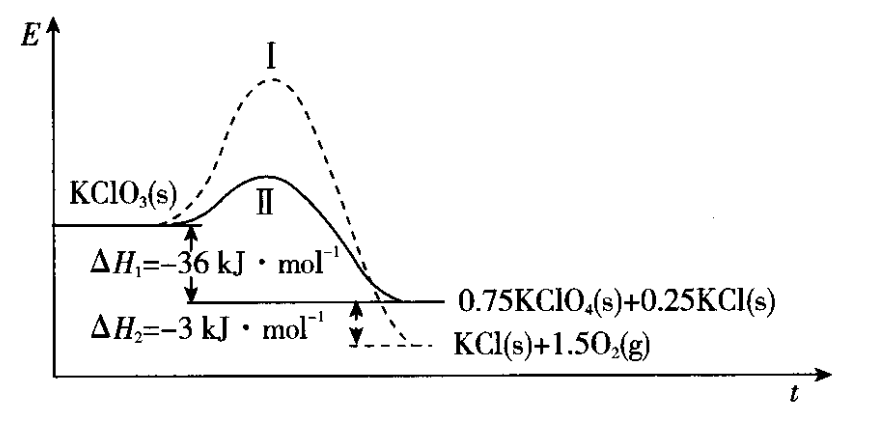 E
Ⅰ
KClO₃(s)
Ⅱ
ΔH₁=-36 kJ·mol⁻¹
0.75KClO₄(s)+0.25KCl(s)
ΔH₂=-3 kJ·mol⁻¹
KCl(s)+1.5O₂(g)
t